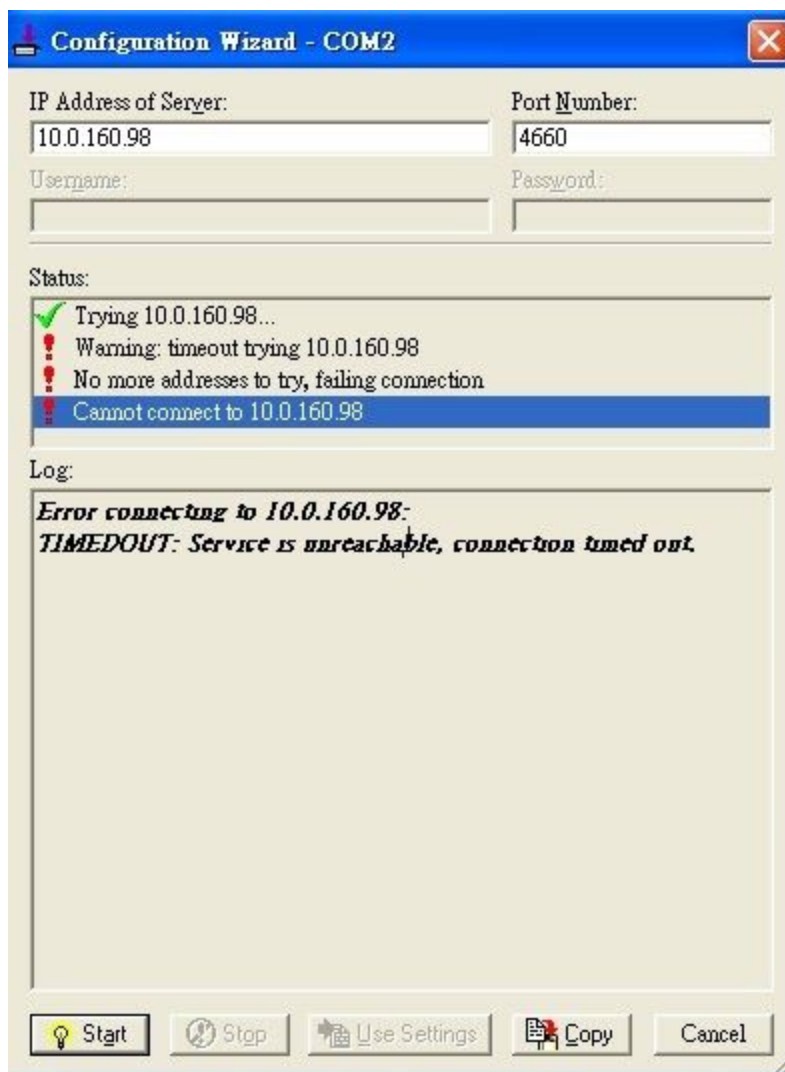 Configuration Wizard - COM2
IP Address of Server:
Port Number:
10.0.160.98
4660
Username:
Password:
Status:
Trying 10.0.160.98...
Warning: timeout trying 10.0.160.98
No more addresses to try, failing connection
Cannot connect to 10.0.160.98
Log:
Error connecting to 10.0.160.98:
TIMEDOUT: Service is unreachable, connection timed out.
Start
Stop
Use Settings
Copy
Cancel